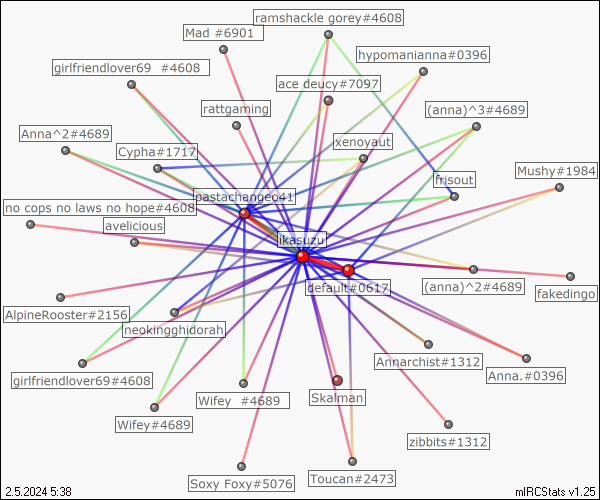 ramshackle gorey#4608
Mad #6901
hypomanianna#0396
girlfriendlover69 #4608
ace deucy#7097
rattgaming
(anna)^3#4689
Anna^2#4689
xenoyaut
Cypha#1717
Mushy#1984
frisout
pastachangeo41
no cops no laws no hope#4608
avelicious
ikasuzu
default#0617
(anna)^2#4689
fakedingo
AlpineRooster#2156
neokingghidorah
Annarchist#1312
Anna.#0396
girlfriendlover69#4608
Wifey #4689
Skalman
Wifey#4689
zibbits#1312
Toucan#2473
Soxy Foxy#5076
2.5.2024 5:38
mIRCStats v1.25